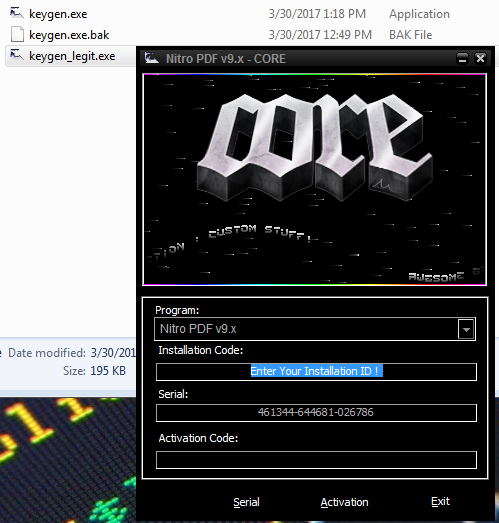 keygen.exe 3/30/2017 1:18 PM Application
keygen.exe.bak 3/30/2017 12:49 PM BAK File
keygen_legit.exe
Nitro PDF v9.x - CORE
core
TION ! CUSTOM STUFF!
AWESOME
Program:
Nitro PDF v9.x
Installation Code:
Enter Your Installation ID !
Serial:
461344-644681-026786
Activation Code:
Date modified: 3/30/201
Size: 195 KB
Serial Activation Exit